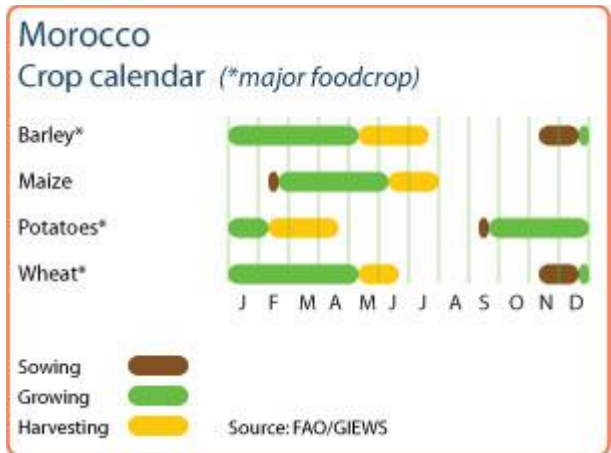 Morocco
Crop calendar (*major foodcrop)
Barley*
Maize
Potatoes*
Wheat*
J F M A M J J A S O N D
Sowing
Growing
Harvesting
Source: FAO/GIEWS